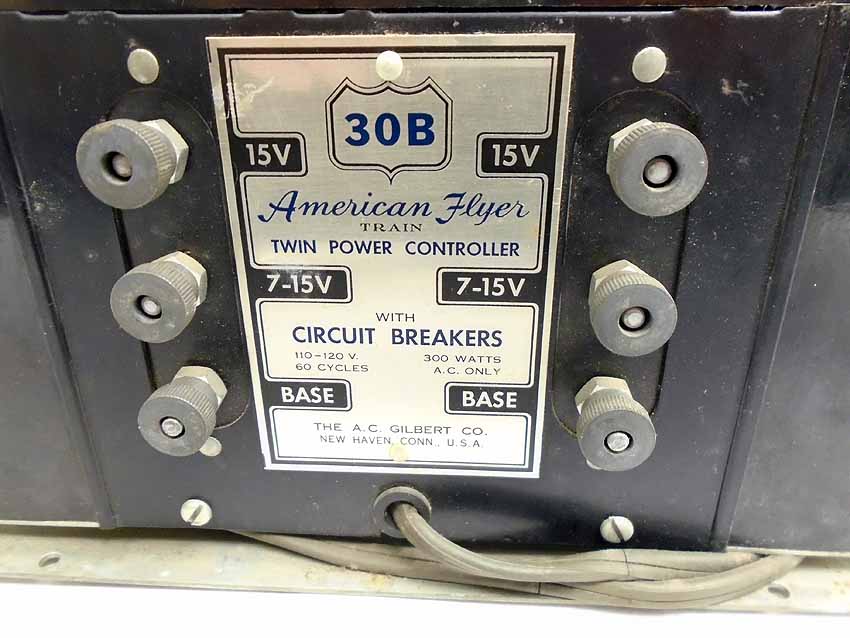 30B
15V 15V
American Flyer
TRAIN
TWIN POWER CONTROLLER
7-15V 7-15V
WITH
CIRCUIT BREAKERS
110-120 V. 300 WATTS
60 CYCLES A.C. ONLY
BASE BASE
THE A.C. GILBERT CO.
NEW HAVEN, CONN., U.S.A.